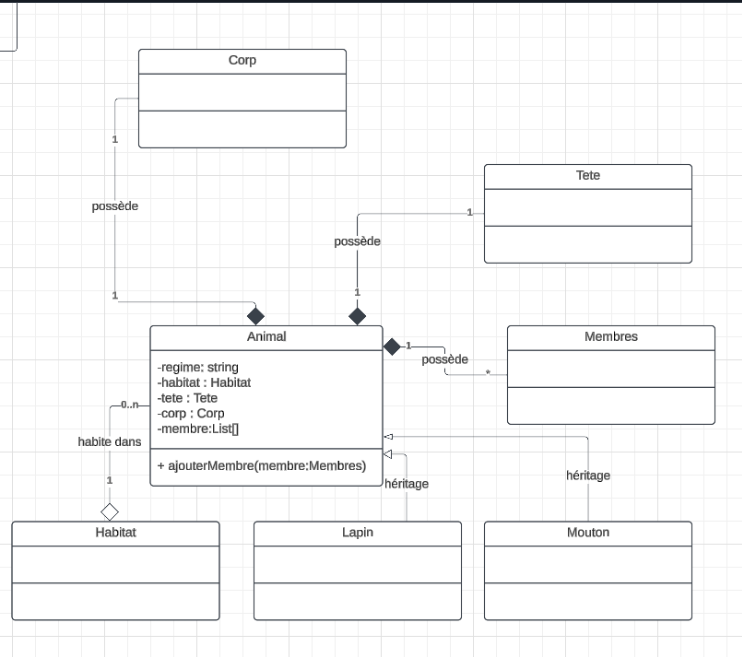 Corp
1
possède
1
Tete
1
possède
1
Animal
-regime: string
-habitat : Habitat
-tete : Tete
-corp : Corp
-membre:List[]
+ ajouterMembre(membre:Membres)
1
possède
*
Membres
0..n
habite dans
1
héritage
héritage
Habitat
Lapin
Mouton